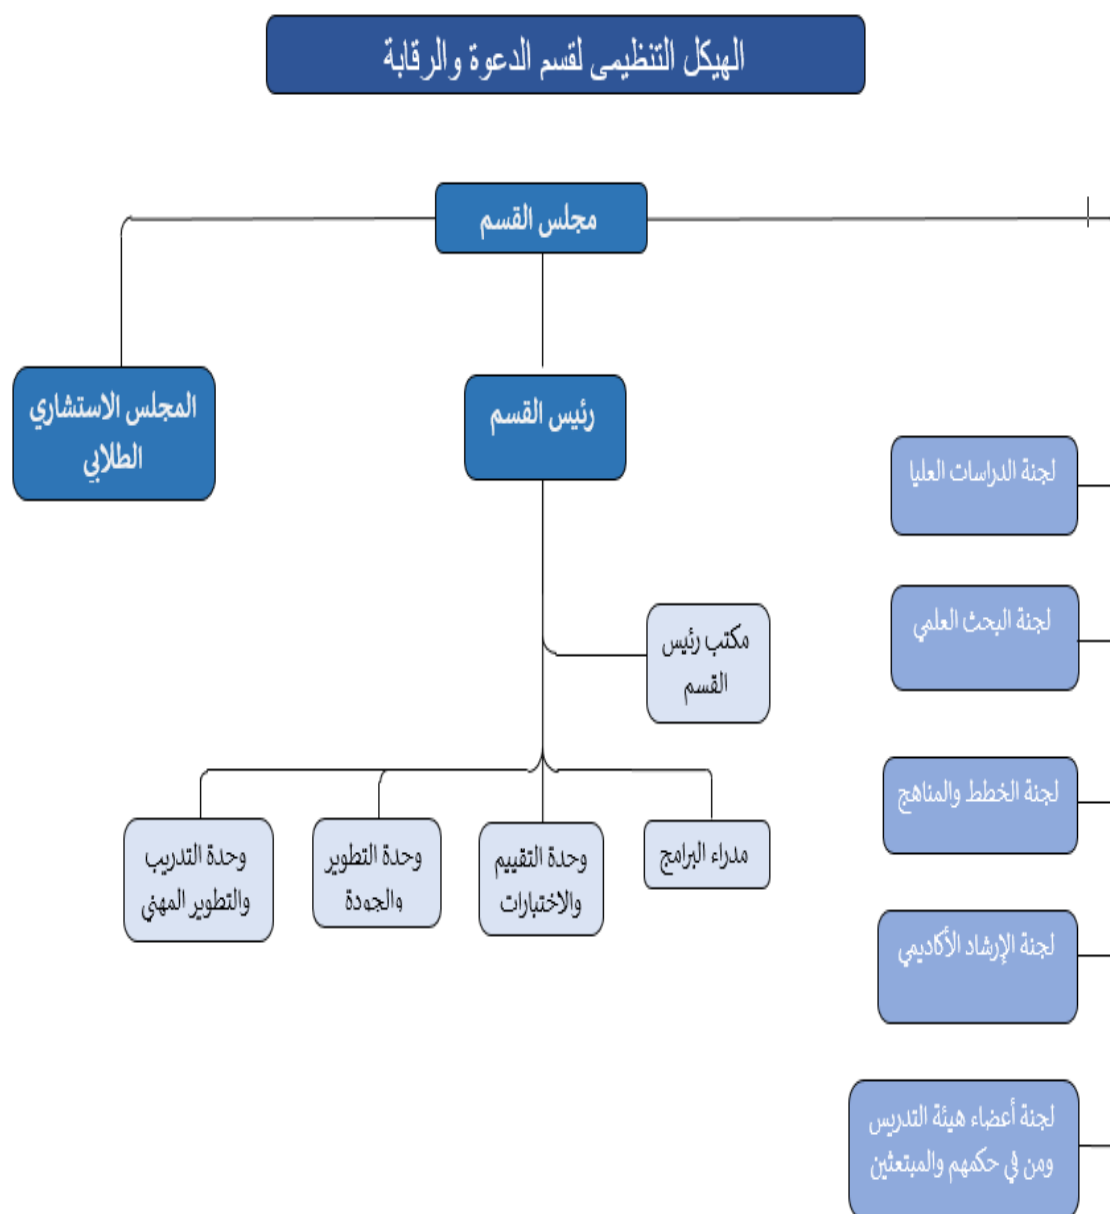 الهيكل التنظيمى لقسم الدعوة والرقابة
مجلس القسم
المجلس الاستشاري
الطلابي
رئيس القسم
لجنة الدراسات العليا
لجنة البحث العلمي
مكتب رئيس
القسم
لجنة الخطط والمناهج
مدراء البرامج
وحدة التقييم
والاختبارات
وحدة التطوير
والجودة
وحدة التدريب
والتطوير المهني
لجنة الإرشاد الأكاديمي
لجنة أعضاء هيئة التدريس
ومن في حكمهم والمبتعثين